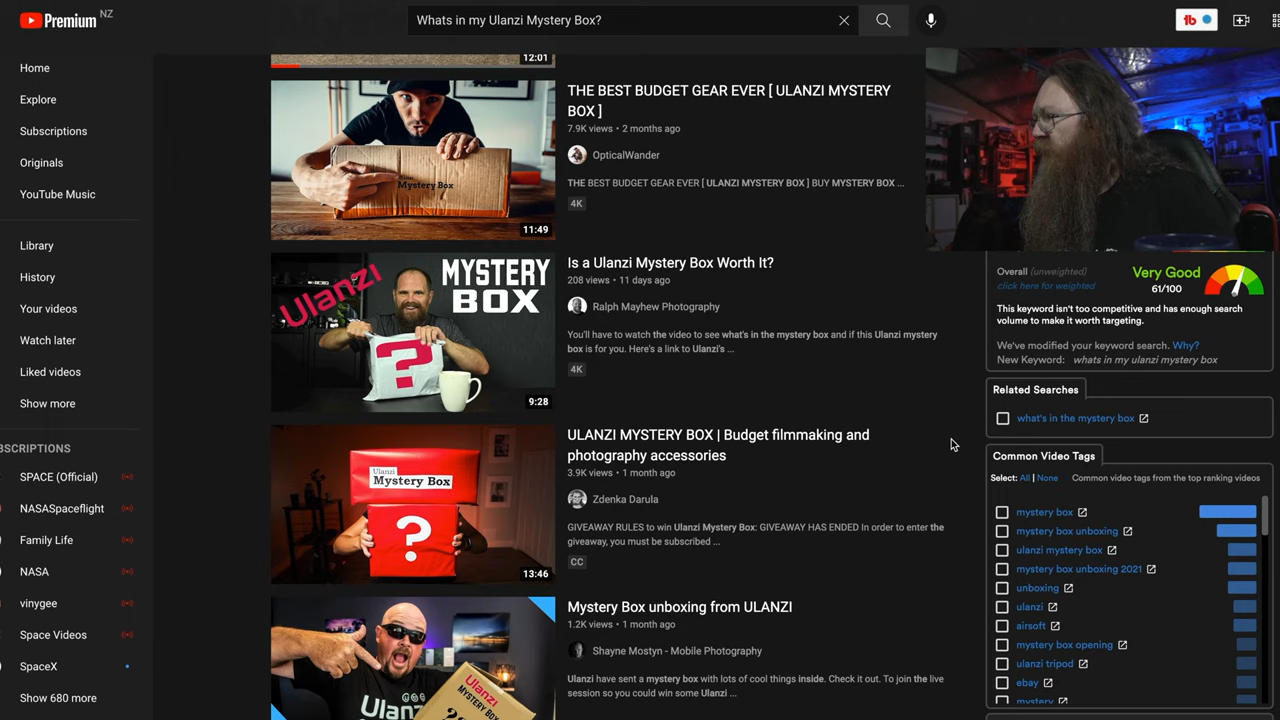 Premium NZ
Whats in my Ulanzi Mystery Box?
tb
Home
Explore
Subscriptions
Originals
YouTube Music
Library
History
Your videos
Watch later
Liked videos
Show more
SCRIPTIONS
SPACE (Official)
NASASpaceflight
Family Life
NASA
vinygee
Space Videos
SpaceX
Show 680 more
12:01
Mystery Box
11:49
THE BEST BUDGET GEAR EVER [ ULANZI MYSTERY
BOX ]
7.9K views • 2 months ago
OpticalWander
THE BEST BUDGET GEAR EVER [ ULANZI MYSTERY BOX ] BUY MYSTERY BOX ...
4K
Ulanzi
MYSTERY
BOX
?
9:28
Is a Ulanzi Mystery Box Worth It?
208 views • 11 days ago
Ralph Mayhew Photography
You'll have to watch the video to see what's in the mystery box and if this Ulanzi mystery
box is for you. Here's a link to Ulanzi's ...
4K
Ulanzi
Mystery Box
?
13:46
ULANZI MYSTERY BOX | Budget filmmaking and
photography accessories
3.9K views • 1 month ago
Zdenka Darula
GIVEAWAY RULES to win Ulanzi Mystery Box: GIVEAWAY HAS ENDED In order to enter the
giveaway, you must be subscribed ...
CC
Ulanzi
Ulanzi
MYSTERY BOX
Mystery Box unboxing from ULANZI
1.2K views • 1 month ago
Shayne Mostyn - Mobile Photography
Ulanzi have sent a mystery box with lots of cool things inside. Check it out. To join the live
session so you could win some Ulanzi ...
Overall (unweighted)
click here for weighted
Very Good
61/100
This keyword isn't too competitive and has enough search
volume to make it worth targeting.
We've modified your keyword search. Why?
New Keyword: whats in my ulanzi mystery box
Related Searches
what's in the mystery box
Common Video Tags
Select: All | None Common video tags from the top ranking videos
mystery box
mystery box unboxing
ulanzi mystery box
mystery box unboxing 2021
unboxing
ulanzi
airsoft
mystery box opening
ulanzi tripod
ebay
mystery